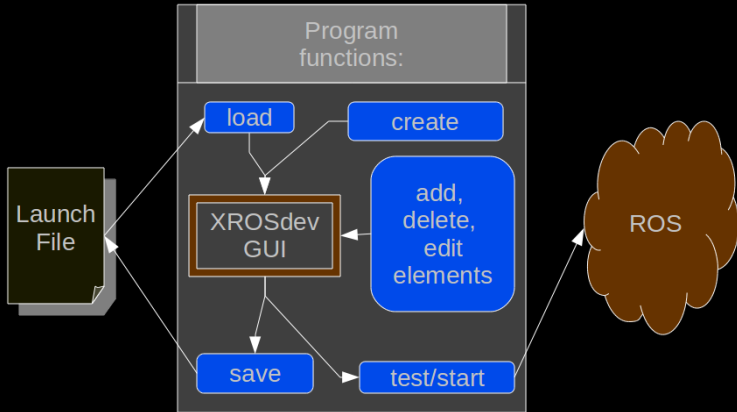 Program
functions:
load
create
Launch
File
XROSdev
GUI
add,
delete,
edit
elements
ROS
save
test/start